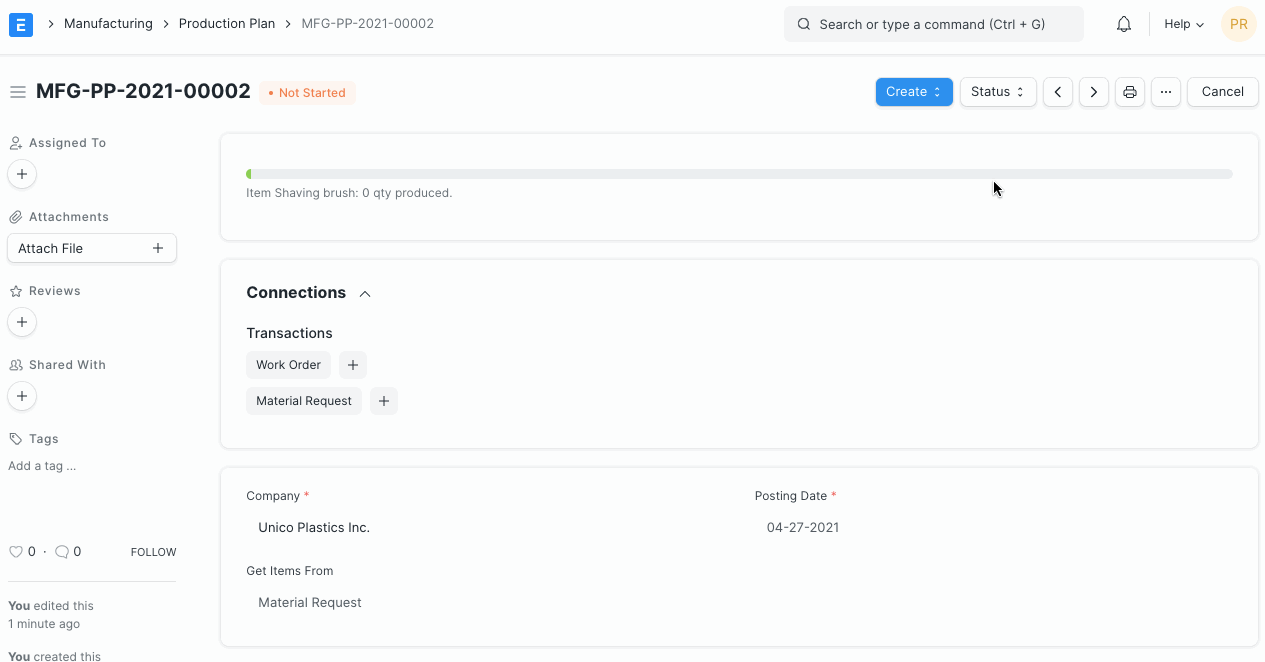 E Manufacturing Production Plan MFG-PP-2021-00002 Search or type a command (Ctrl + G) Help PR
MFG-PP-2021-00002 • Not Started Create Status ... Cancel
Assigned To
Attachments
Attach File
Reviews
Shared With
Tags
Add a tag ...
0 · 0 FOLLOW
You edited this
1 minute ago
You created this
Item Shaving brush: 0 qty produced.
Connections
Transactions
Work Order +
Material Request +
Company * Posting Date *
Unico Plastics Inc. 04-27-2021
Get Items From
Material Request